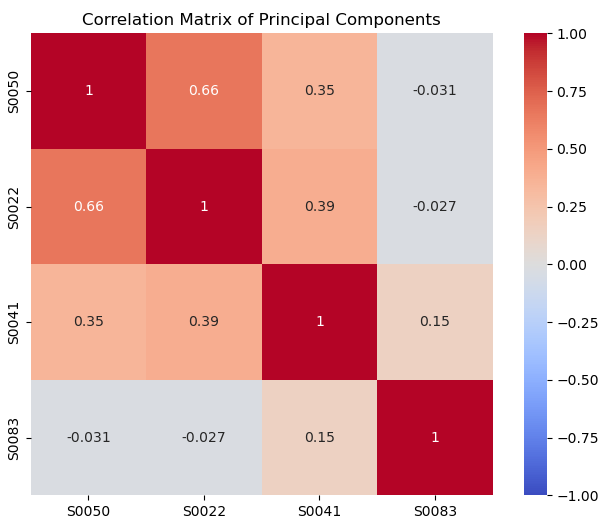 Correlation Matrix of Principal Components
S0050 1 0.66 0.35 -0.031
S0022 0.66 1 0.39 -0.027
S0041 0.35 0.39 1 0.15
S0083 -0.031 -0.027 0.15 1
S0050 S0022 S0041 S0083
1.00
0.75
0.50
0.25
0.00
−0.25
−0.50
−0.75
−1.00